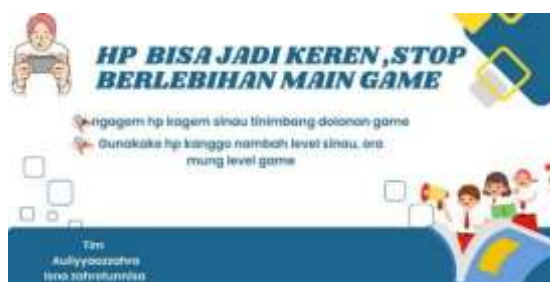 HP BISA JADI KEREN ,STOP
BERLEBIHAN MAIN GAME
ngagem hp kagem sinau tinimbang dolanan game
Gunakake hp kanggo nambah level sinau, ora
mung level game
Tim
Auliyyaazzahra
Isna zahrotunnisa